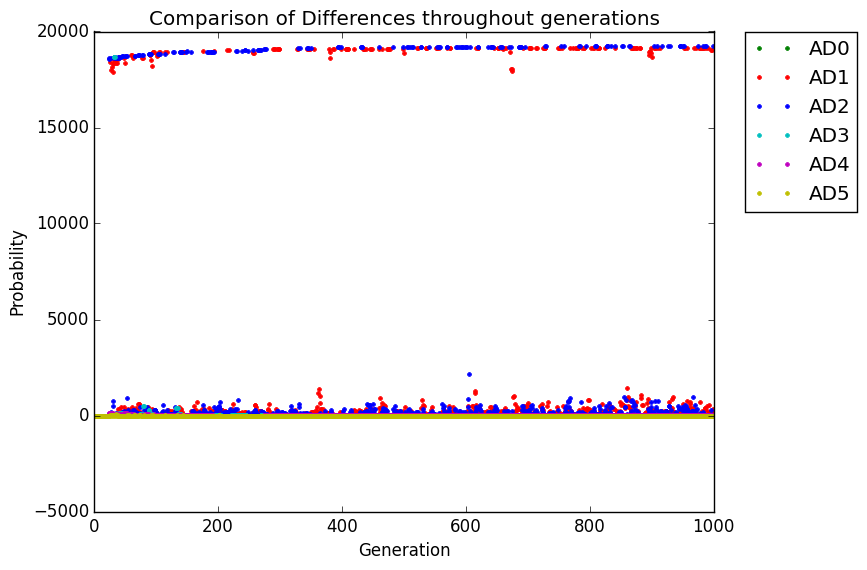 Comparison of Differences throughout generations
20000
15000
10000
5000
0
−5000
Probability
0 200 400 600 800 1000
Generation
AD0
AD1
AD2
AD3
AD4
AD5